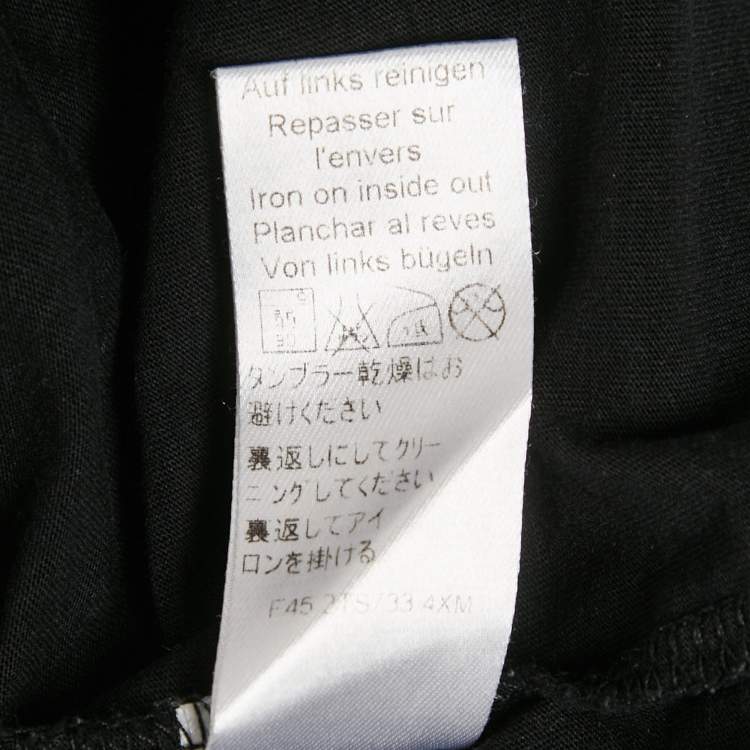 Auf links reinigen
Repasser sur
l'envers
Iron on inside out
Planchar al reves
Von links bügeln
タンブラー乾燥はお
避けください
裏返しにしてクリー
ニングしてください
裏返してアイ
ロンを掛ける
F45 2TS/33 4XM